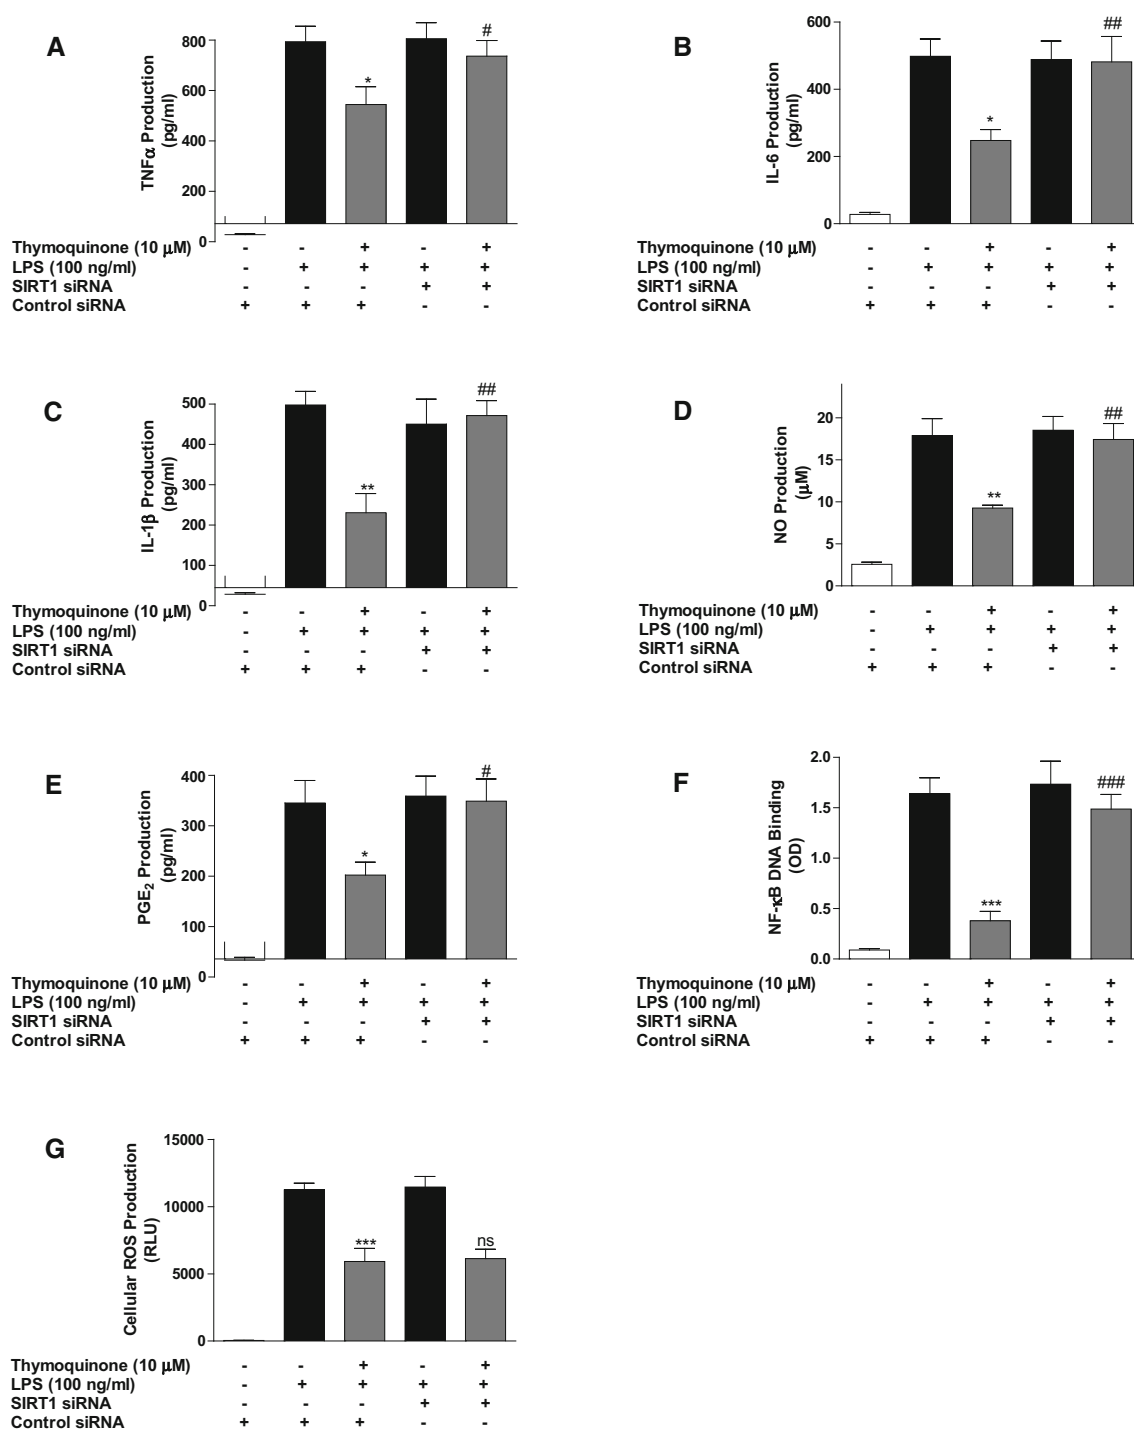 A
TNFα Production
(pg/ml)
800
600
400
200
0
*
#
Thymoquinone (10 μM) - - + - +
LPS (100 ng/ml) - + + + +
SIRT1 siRNA - - - + +
Control siRNA + + + - -
B
IL-6 Production
(pg/ml)
600
400
200
0
*
##
Thymoquinone (10 μM) - - + - +
LPS (100 ng/ml) - + + + +
SIRT1 siRNA - - - + +
Control siRNA + + + - -
C
IL-1β Production
(pg/ml)
500
400
300
200
100
0
**
##
Thymoquinone (10 μM) - - + - +
LPS (100 ng/ml) - + + + +
SIRT1 siRNA - - - + +
Control siRNA + + + - -
D
NO Production
(μM)
20
15
10
5
0
**
##
Thymoquinone (10 μM) - - + - +
LPS (100 ng/ml) - + + + +
SIRT1 siRNA - - - + +
Control siRNA + + + - -
E
PGE₂ Production
(pg/ml)
400
300
200
100
0
*
#
Thymoquinone (10 μM) - - + - +
LPS (100 ng/ml) - + + + +
SIRT1 siRNA - - - + +
Control siRNA + + + - -
F
NF-κB DNA Binding
(OD)
2.0
1.5
1.0
0.5
0.0
***
###
Thymoquinone (10 μM) - - + - +
LPS (100 ng/ml) - + + + +
SIRT1 siRNA - - - + +
Control siRNA + + + - -
G
Cellular ROS Production
(RLU)
15000
10000
5000
0
***
ns
Thymoquinone (10 μM) - - + - +
LPS (100 ng/ml) - + + + +
SIRT1 siRNA - - - + +
Control siRNA + + + - -